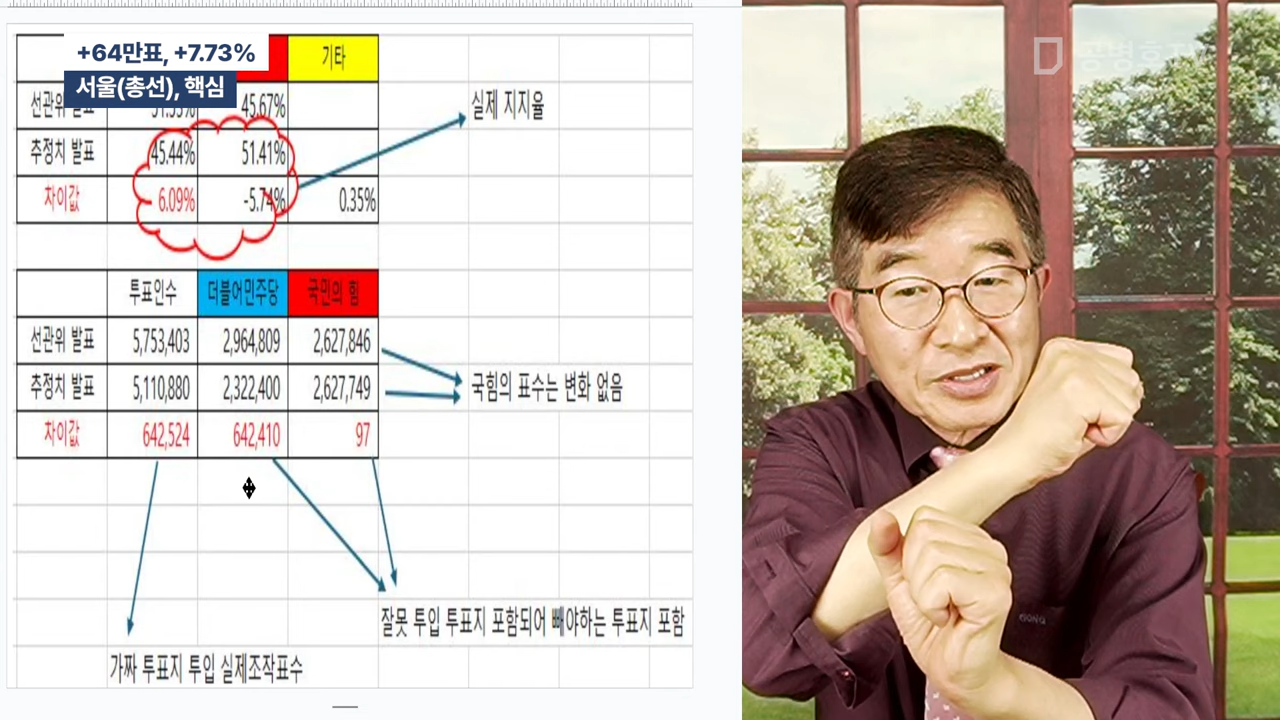 +64만표, +7.73%
서울(총선), 핵심
기타
선관위 발표 51.53% 45.67%
실제 지지율
추정치 발표 45.44% 51.41%
차이값 6.09% -5.74% 0.35%
투표인수 더불어민주당 국민의 힘
선관위 발표 5,753,403 2,964,809 2,627,846
추정치 발표 5,110,880 2,322,400 2,627,749
국힘의 표수는 변화 없음
차이값 642,524 642,410 97
잘못 투입 투표지 포함되어 빼야하는 투표지 포함
가짜 투표지 투입 실제조작표수
공병호
GONG